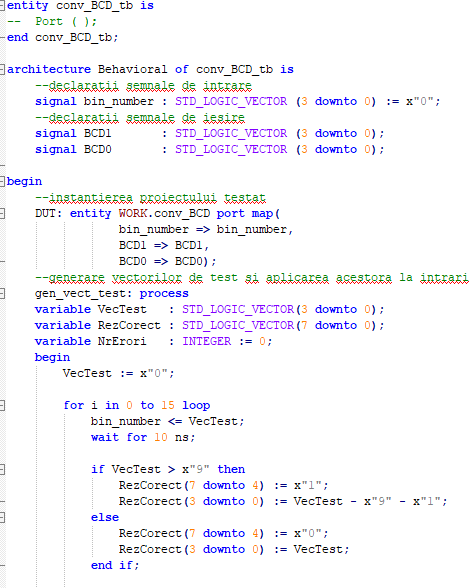 entity conv_BCD_tb is
--  Port ( );
end conv_BCD_tb;
architecture Behavioral of conv_BCD_tb is
    --declaratii semnale de intrare
    signal bin_number : STD_LOGIC_VECTOR (3 downto 0) := x"0";
    --declaratii semnale de iesire
    signal BCD1       : STD_LOGIC_VECTOR (3 downto 0);
    signal BCD0       : STD_LOGIC_VECTOR (3 downto 0);
begin
    --instantierea proiectului testat
    DUT: entity WORK.conv_BCD port map(
                bin_number => bin_number,
                BCD1 => BCD1,
                BCD0 => BCD0);
    --generare vectorilor de test si aplicarea acestora la intrari
    gen_vect_test: process
    variable VecTest   : STD_LOGIC_VECTOR(3 downto 0);
    variable RezCorect : STD_LOGIC_VECTOR(7 downto 0);
    variable NrErori   : INTEGER := 0;
    begin
        VecTest := x"0";
        for i in 0 to 15 loop
            bin_number <= VecTest;
            wait for 10 ns;
            if VecTest > x"9" then
                RezCorect(7 downto 4) := x"1";
                RezCorect(3 downto 0) := VecTest - x"9" - x"1";
            else
                RezCorect(7 downto 4) := x"0";
                RezCorect(3 downto 0) := VecTest;
            end if;